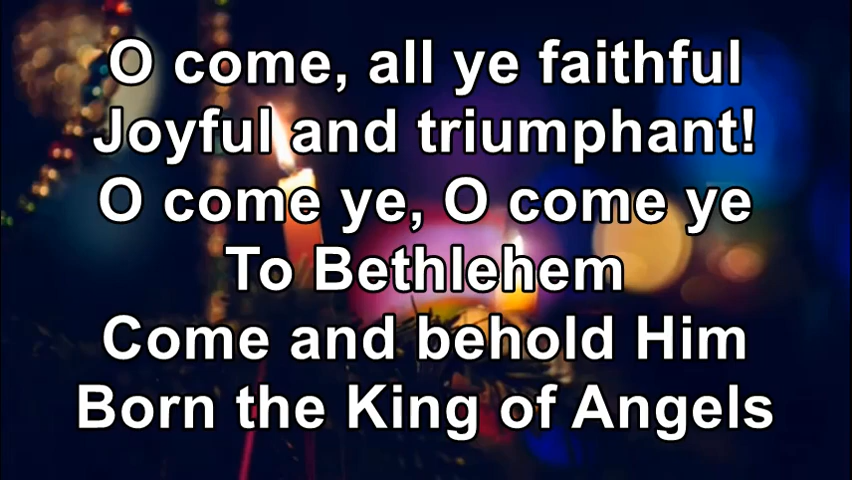 O come, all ye faithful
Joyful and triumphant!
O come ye, O come ye
To Bethlehem
Come and behold Him
Born the King of Angels